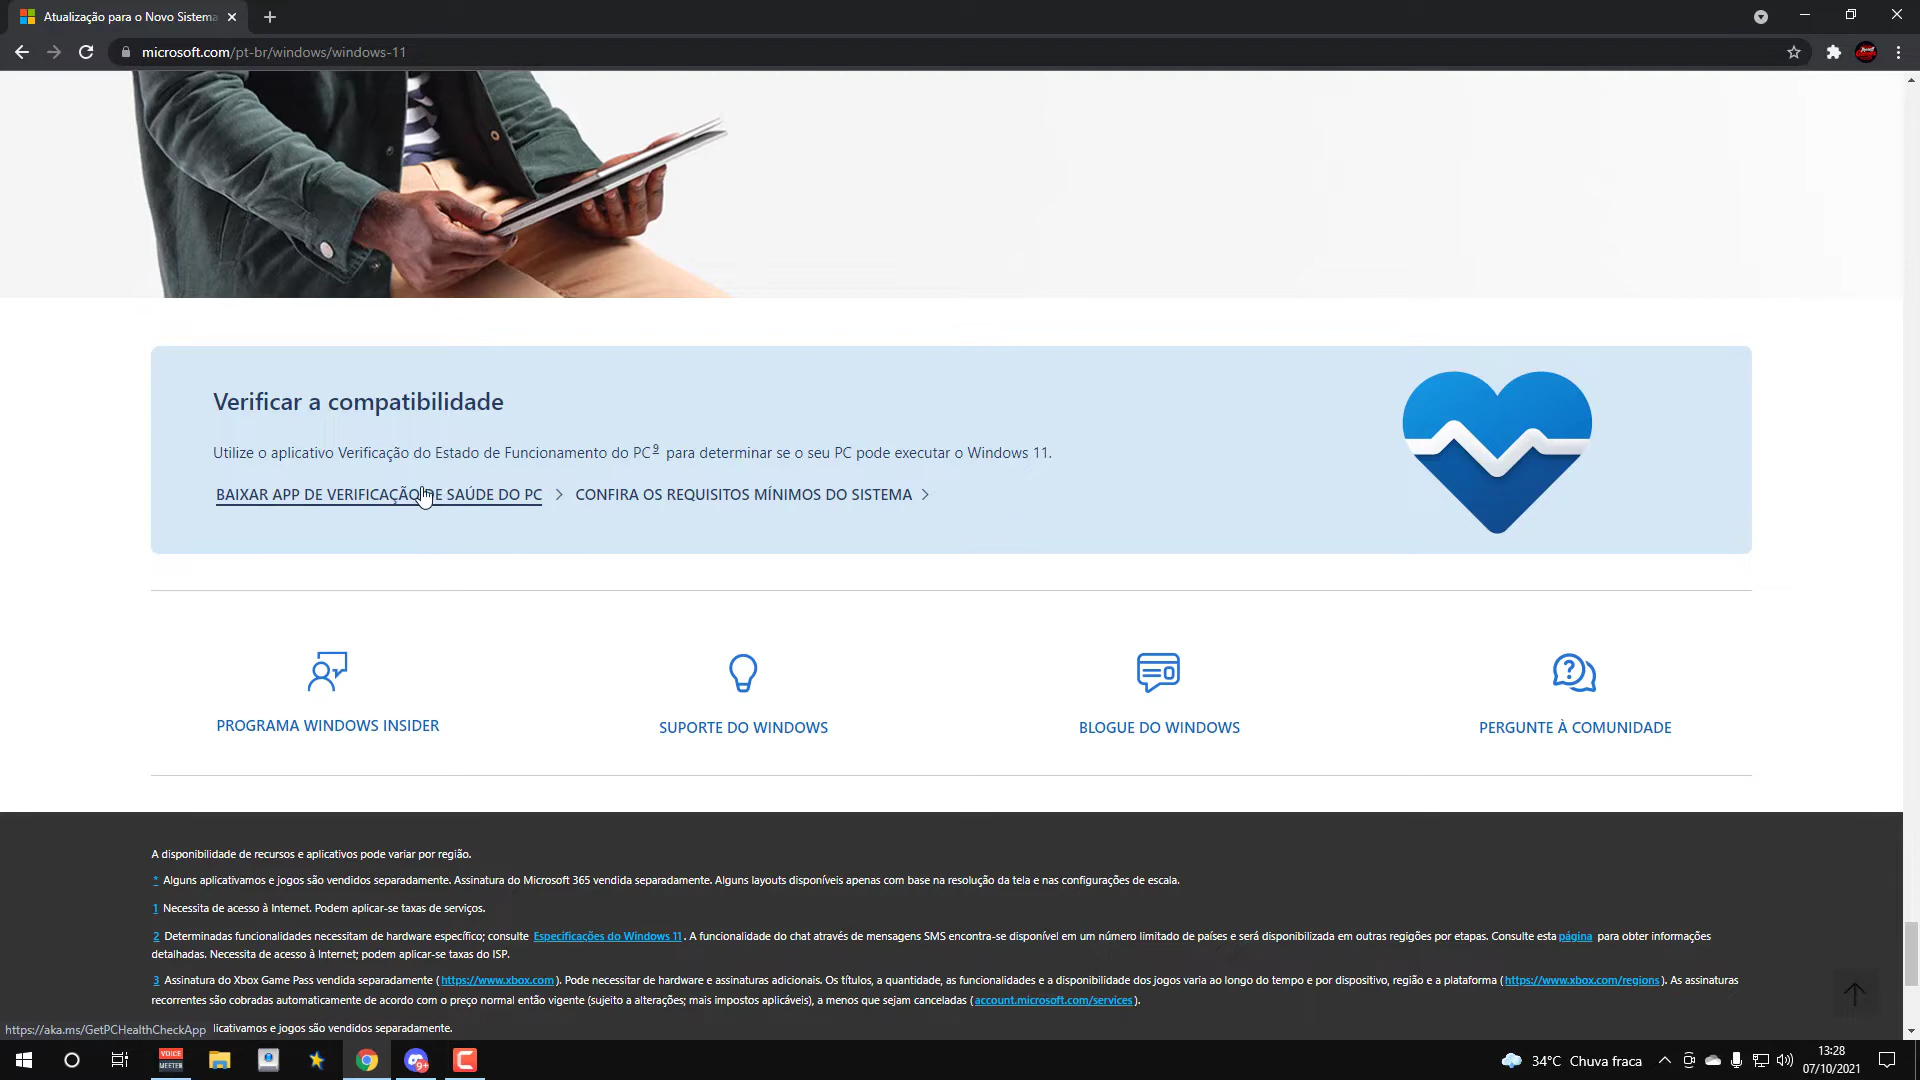 Atualização para o Novo Sistema
microsoft.com/pt-br/windows/windows-11
Verificar a compatibilidade
Utilize o aplicativo Verificação do Estado de Funcionamento do PC9 para determinar se o seu PC pode executar o Windows 11.
BAIXAR APP DE VERIFICAÇÃO DE SAÚDE DO PC > CONFIRA OS REQUISITOS MÍNIMOS DO SISTEMA >
PROGRAMA WINDOWS INSIDER
SUPORTE DO WINDOWS
BLOGUE DO WINDOWS
PERGUNTE À COMUNIDADE
A disponibilidade de recursos e aplicativos pode variar por região.
* Alguns aplicativamos e jogos são vendidos separadamente. Assinatura do Microsoft 365 vendida separadamente. Alguns layouts disponíveis apenas com base na resolução da tela e nas configurações de escala.
1 Necessita de acesso à Internet. Podem aplicar-se taxas de serviços.
2 Determinadas funcionalidades necessitam de hardware específico; consulte Especificações do Windows 11. A funcionalidade do chat através de mensagens SMS encontra-se disponível em um número limitado de países e será disponibilizada em outras regigões por etapas. Consulte esta página para obter informações
detalhadas. Necessita de acesso à Internet; podem aplicar-se taxas do ISP.
3 Assinatura do Xbox Game Pass vendida separadamente (https://www.xbox.com). Pode necessitar de hardware e assinaturas adicionais. Os títulos, a quantidade, as funcionalidades e a disponibilidade dos jogos varia ao longo do tempo e por dispositivo, região e a plataforma (https://www.xbox.com/regions). As assinaturas
recorrentes são cobradas automaticamente de acordo com o preço normal então vigente (sujeito a alterações; mais impostos aplicáveis), a menos que sejam canceladas (account.microsoft.com/services).
https://aka.ms/GetPCHealthCheckApp licativamos e jogos são vendidos separadamente.
VOICE
MEETER
9+
34°C Chuva fraca
13:28
07/10/2021